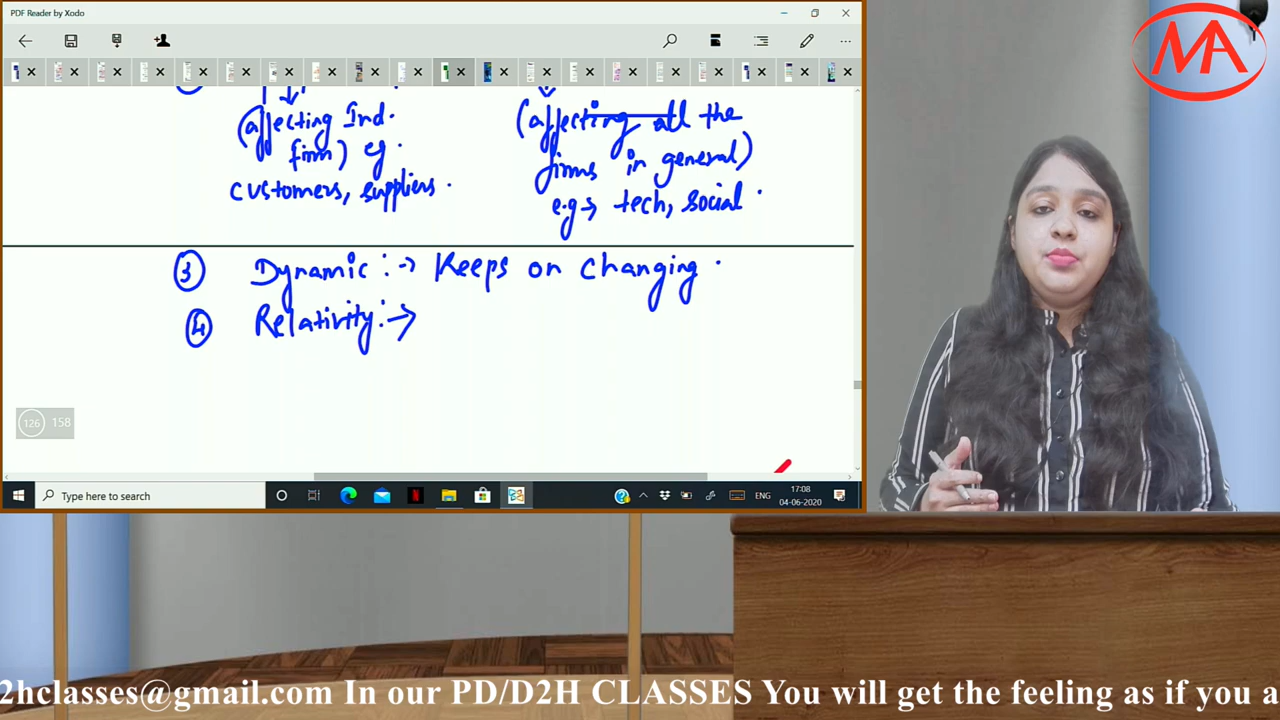 PDF Reader by Xodo
MA
(affecting Ind.
firm) eg.
customers, suppliers.
(affecting all the
firms in general)
e.g → tech, social.
③ Dynamic :→ Keeps on changing.
④ Relativity :→
126 158
Type here to search
ENG
17:08
04-06-2020
2hclasses@gmail.com In our PD/D2H CLASSES You will get the feeling as if you a